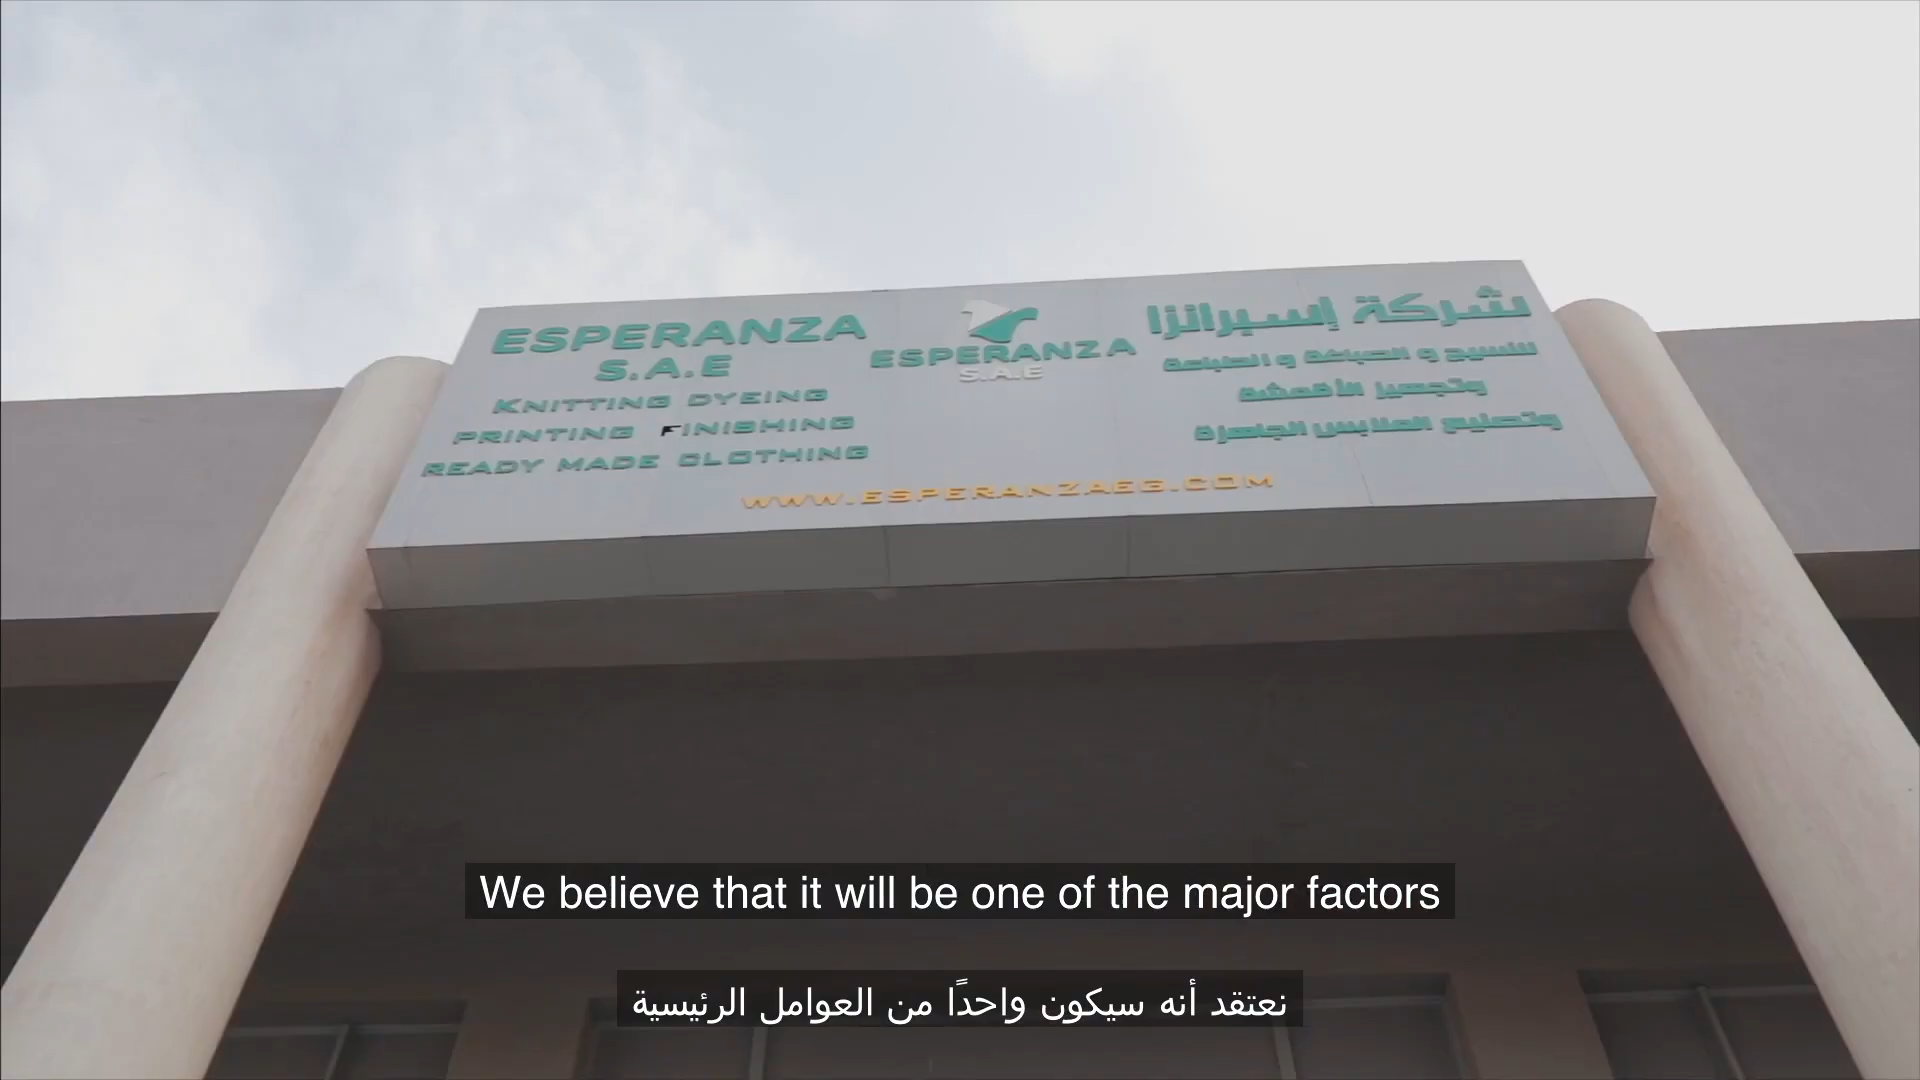 ESPERANZA
S.A.E
KNITTING DYEING
PRINTING FINISHING
READY MADE CLOTHING
ESPERANZA
S.A.E
شركة إسبرانزا
للنسيج و الصباغة و الطباعة
وتجهيز الأقمشة
وتصنيع الملابس الجاهزة
WWW.ESPERANZAEG.COM
We believe that it will be one of the major factors
نعتقد أنه سيكون واحدًا من العوامل الرئيسية